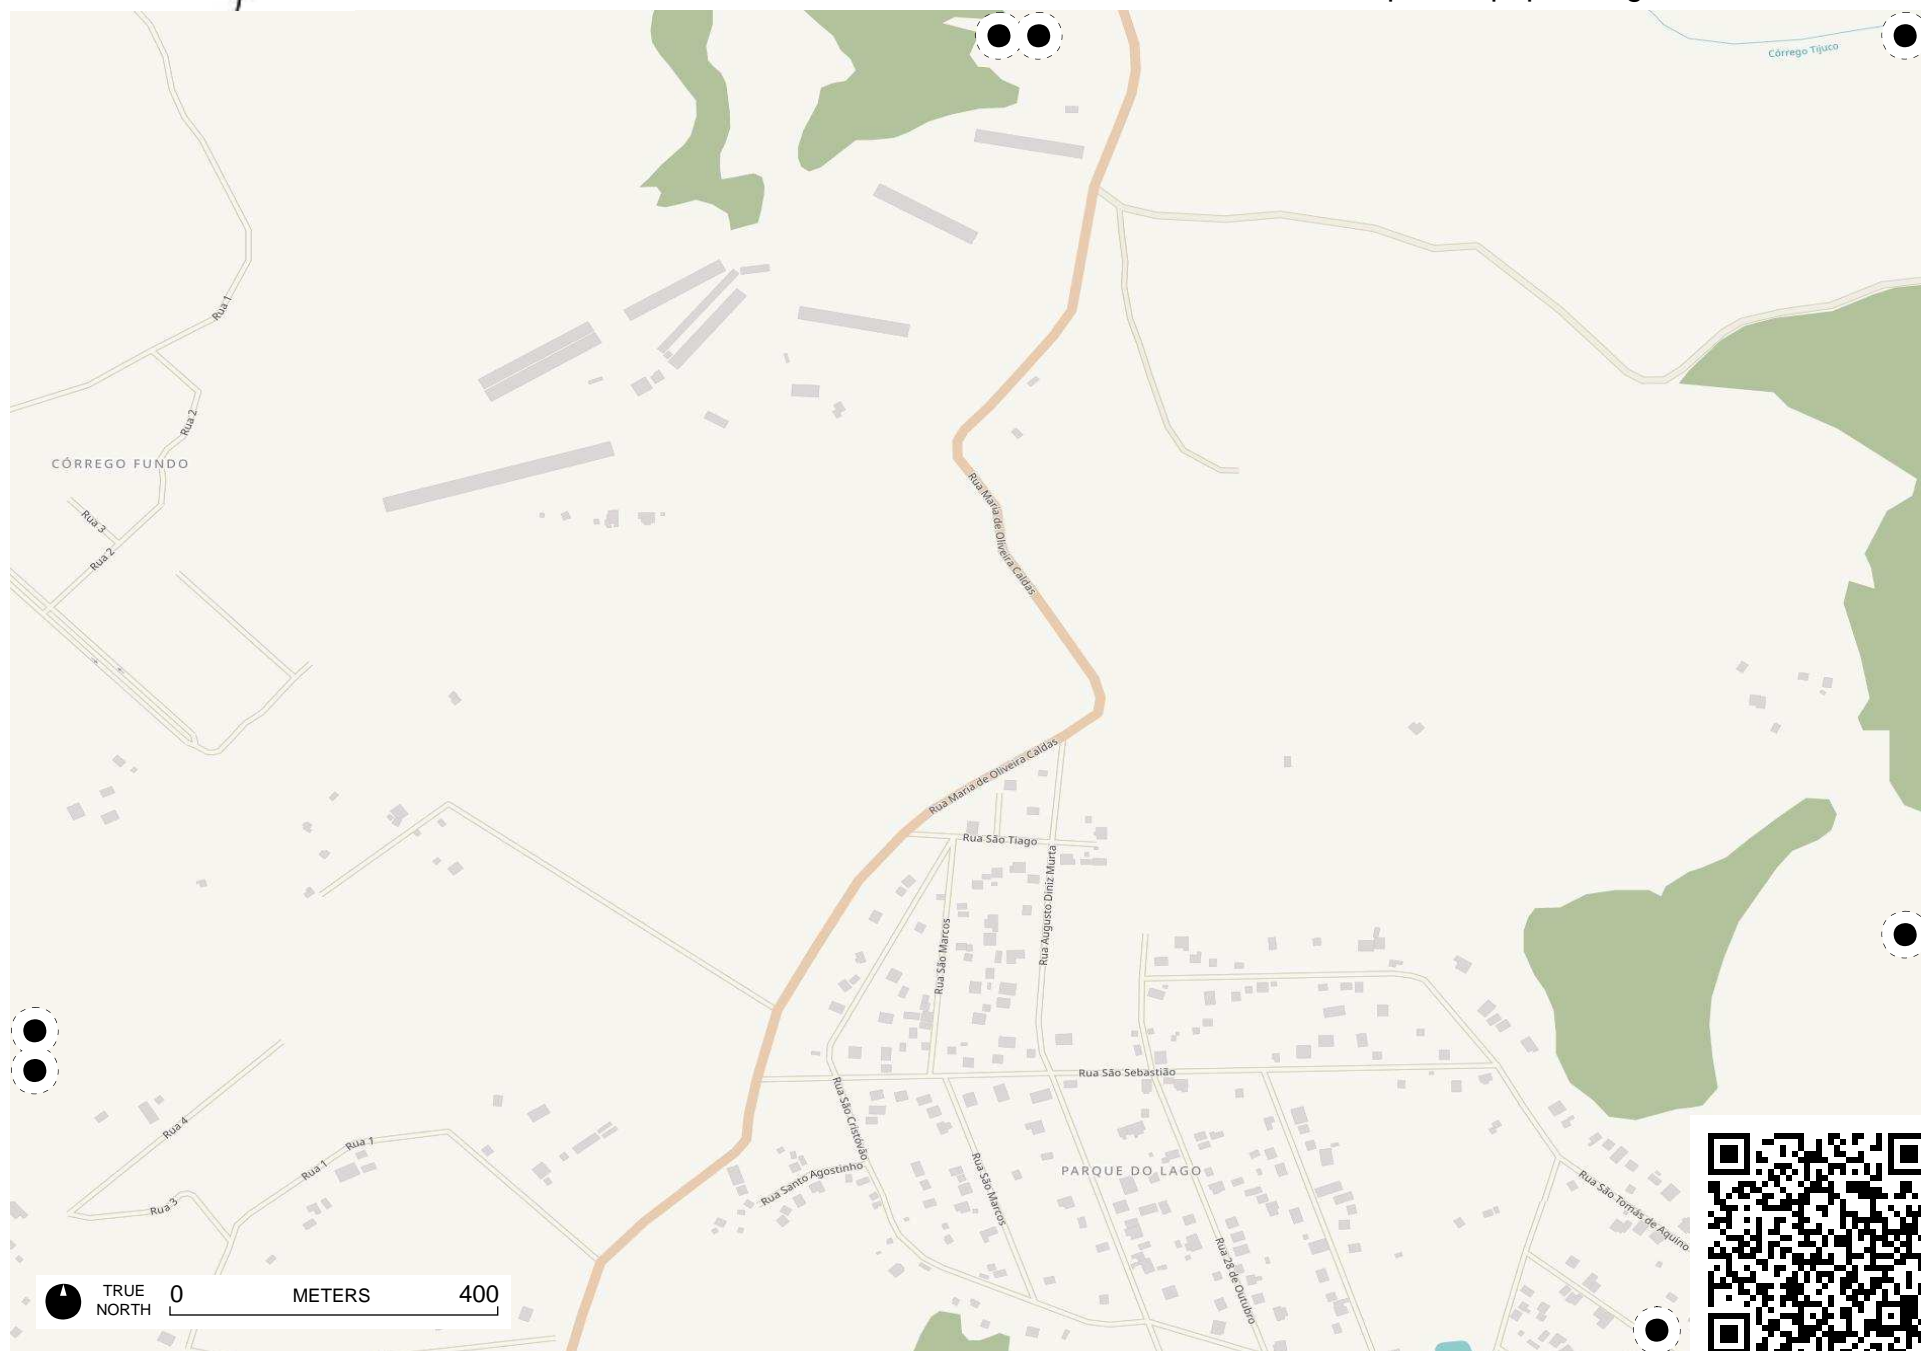 Córrego Tijuco
Rua 1
Rua 2
CÓRREGO FUNDO
Rua 3
Rua 2
Rua Maria de Oliveira Caldas
Rua Maria de Oliveira Caldas
Rua São Tiago
Rua Augusto Diniz Murta
Rua São Marcos
Rua São Sebastião
Rua São Cristóvão
Rua 4
Rua 1
Rua 1
Rua 3
Rua Santo Agostinho
Rua São Marcos
PARQUE DO LAGO
Rua São Tomás de Aquino
Rua 28 de Outubro
TRUE NORTH
0 METERS 400